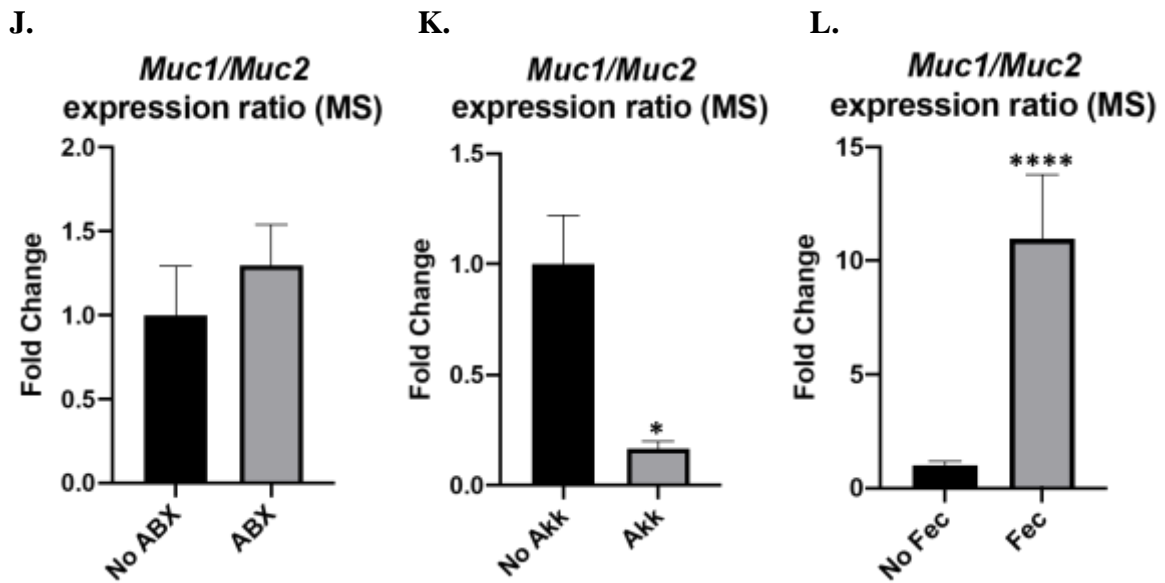 J.
Muc1/Muc2
expression ratio (MS)
Fold Change
2.0
1.5
1.0
0.5
0.0
No ABX
ABX
K.
Muc1/Muc2
expression ratio (MS)
Fold Change
1.5
1.0
0.5
0.0
*
No Akk
Akk
L.
Muc1/Muc2
expression ratio (MS)
Fold Change
15
10
5
0
****
No Fec
Fec